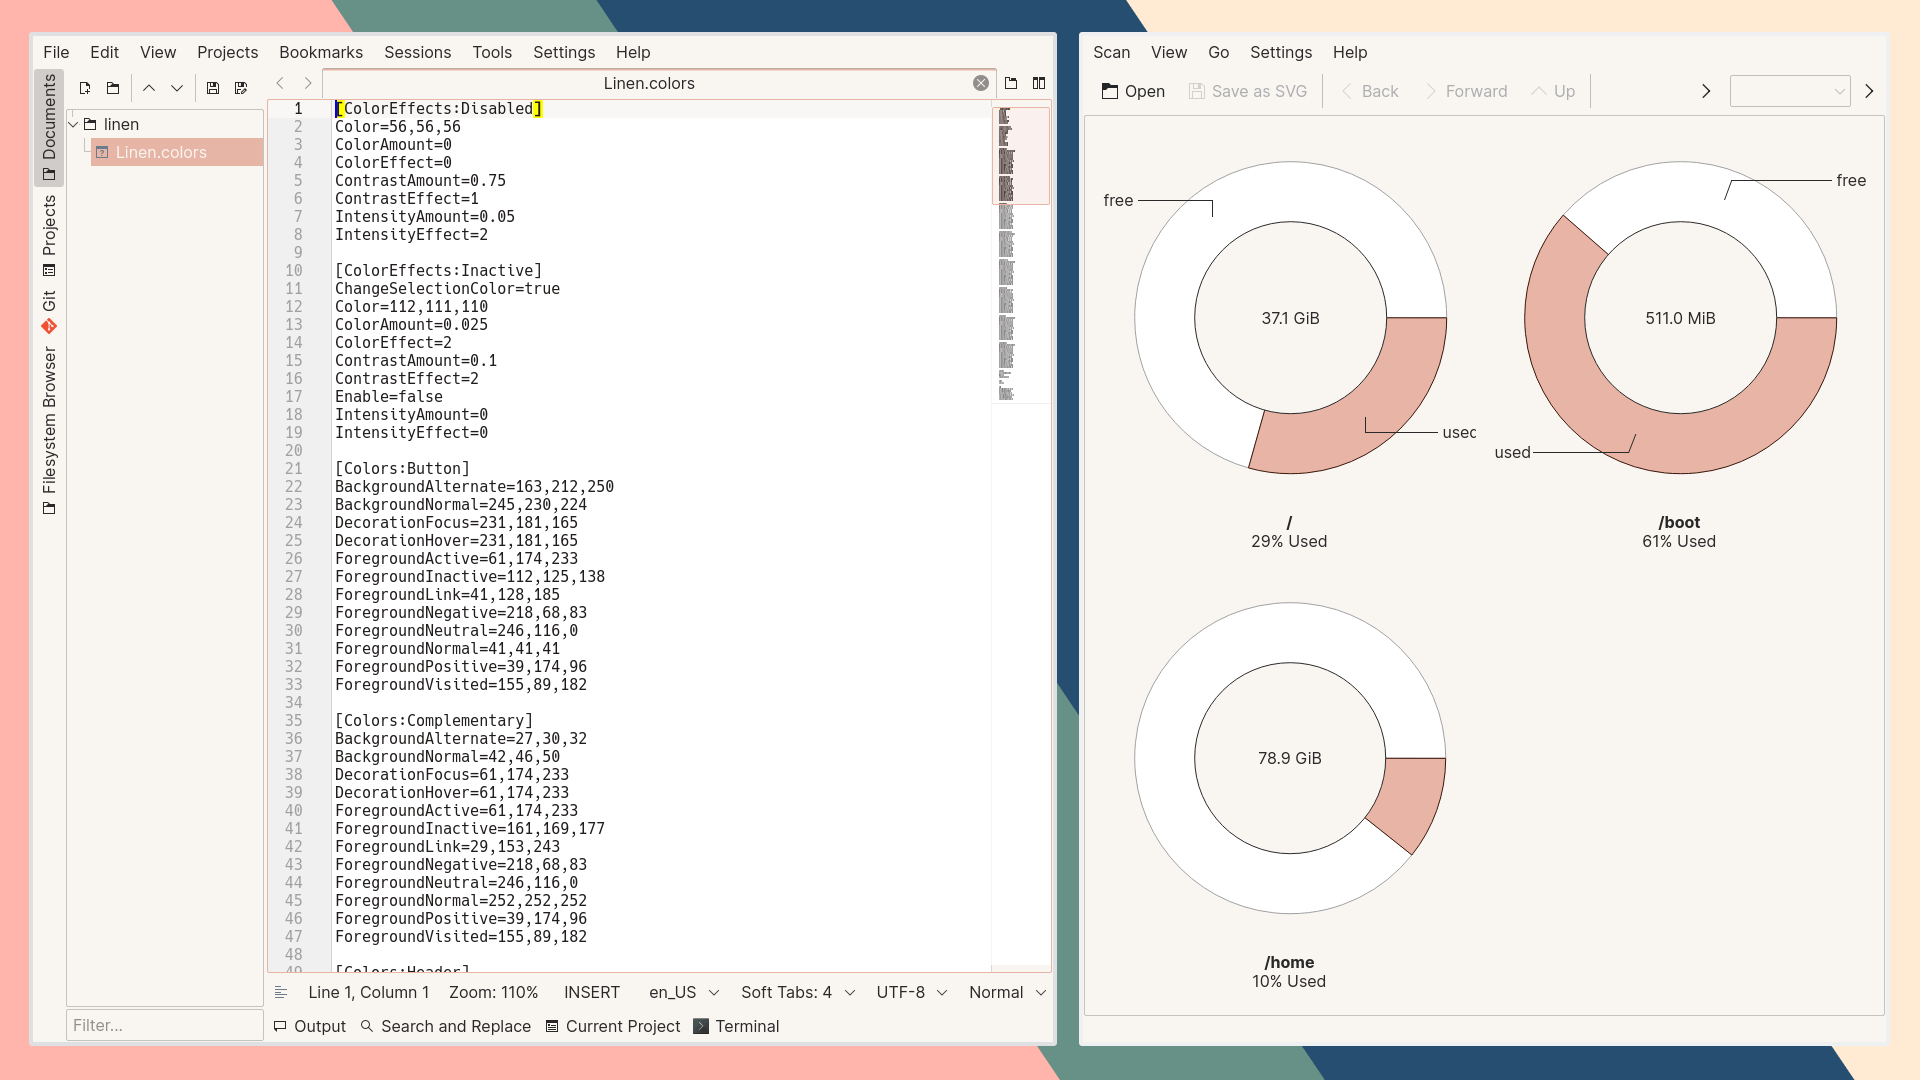 File Edit View Projects Bookmarks Sessions Tools Settings Help
Documents
Projects
Git
Filesystem Browser
linen
Linen.colors
Filter...
Linen.colors
1 [ColorEffects:Disabled]
2 Color=56,56,56
3 ColorAmount=0
4 ColorEffect=0
5 ContrastAmount=0.75
6 ContrastEffect=1
7 IntensityAmount=0.05
8 IntensityEffect=2
9
10 [ColorEffects:Inactive]
11 ChangeSelectionColor=true
12 Color=112,111,110
13 ColorAmount=0.025
14 ColorEffect=2
15 ContrastAmount=0.1
16 ContrastEffect=2
17 Enable=false
18 IntensityAmount=0
19 IntensityEffect=0
20
21 [Colors:Button]
22 BackgroundAlternate=163,212,250
23 BackgroundNormal=245,230,224
24 DecorationFocus=231,181,165
25 DecorationHover=231,181,165
26 ForegroundActive=61,174,233
27 ForegroundInactive=112,125,138
28 ForegroundLink=41,128,185
29 ForegroundNegative=218,68,83
30 ForegroundNeutral=246,116,0
31 ForegroundNormal=41,41,41
32 ForegroundPositive=39,174,96
33 ForegroundVisited=155,89,182
34
35 [Colors:Complementary]
36 BackgroundAlternate=27,30,32
37 BackgroundNormal=42,46,50
38 DecorationFocus=61,174,233
39 DecorationHover=61,174,233
40 ForegroundActive=61,174,233
41 ForegroundInactive=161,169,177
42 ForegroundLink=29,153,243
43 ForegroundNegative=218,68,83
44 ForegroundNeutral=246,116,0
45 ForegroundNormal=252,252,252
46 ForegroundPositive=39,174,96
47 ForegroundVisited=155,89,182
48
49 [Colors:Header]
Line 1, Column 1 Zoom: 110% INSERT en_US Soft Tabs: 4 UTF-8 Normal
Output Search and Replace Current Project Terminal
Scan View Go Settings Help
Open Save as SVG Back Forward Up
free
37.1 GiB
used
/
29% Used
free
511.0 MiB
used
/boot
61% Used
78.9 GiB
/home
10% Used